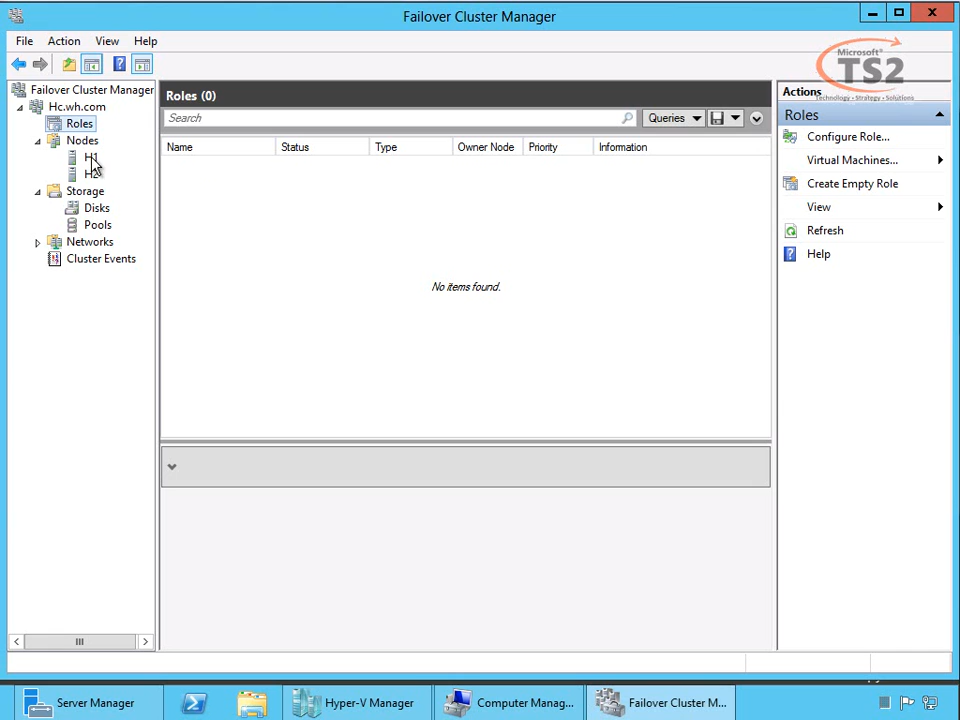 Failover Cluster Manager
File Action View Help
Microsoft®
TS2
Technology • Strategy • Solutions
Failover Cluster Manager
Hc.wh.com
Roles
Nodes
H1
H2
Storage
Disks
Pools
Networks
Cluster Events
Roles (0)
Search
Queries
Name Status Type Owner Node Priority Information
No items found.
Actions
Roles
Configure Role...
Virtual Machines...
Create Empty Role
View
Refresh
Help
Server Manager
Hyper-V Manager
Computer Manag...
Failover Cluster M...